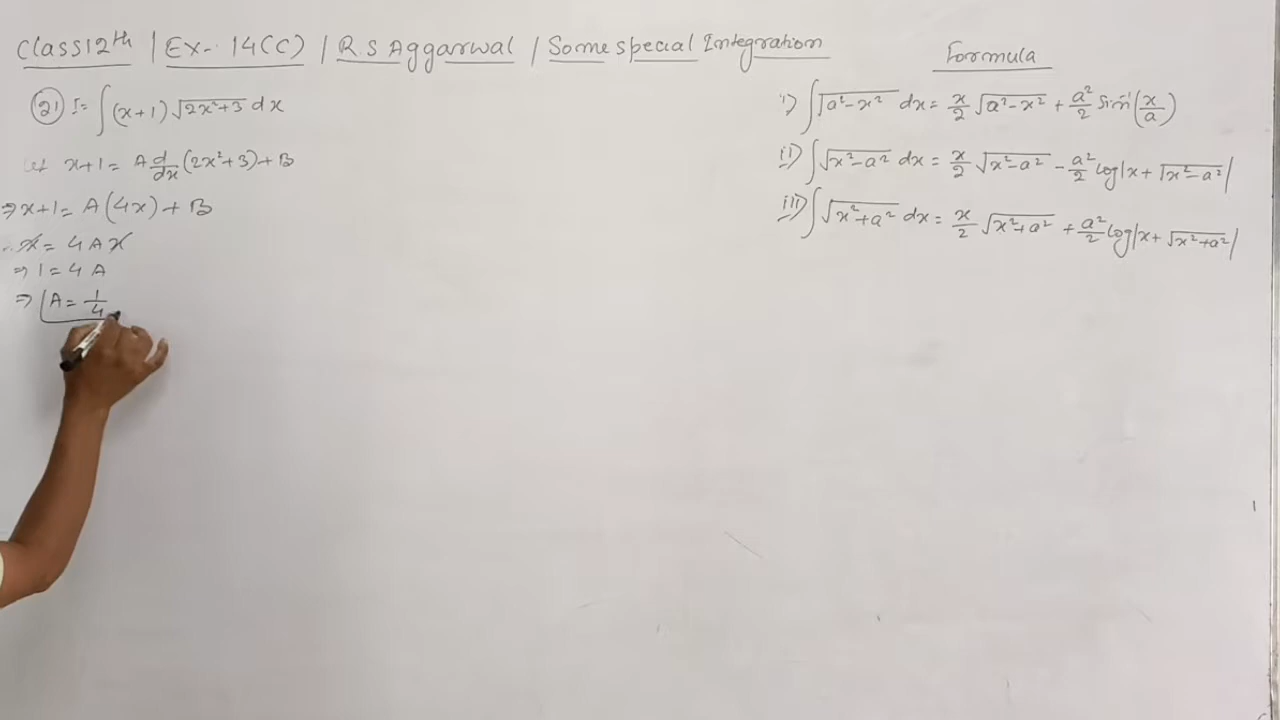 Class 12th | EX- 14(C) | R.S Aggarwal | Some special Integration
(21) I = ∫ (x+1) √(2x²+3) dx
Let x+1 = A d/dx (2x²+3) + B
⇒ x+1 = A(4x) + B
∴ x = 4Ax
⇒ 1 = 4A
⇒ A = 1/4
Formula
i) ∫ √(a²-x²) dx = x/2 √(a²-x²) + a²/2 sin⁻¹(x/a)
ii) ∫ √(x²-a²) dx = x/2 √(x²-a²) - a²/2 log|x + √(x²-a²)|
iii) ∫ √(x²+a²) dx = x/2 √(x²+a²) + a²/2 log|x + √(x²+a²)|